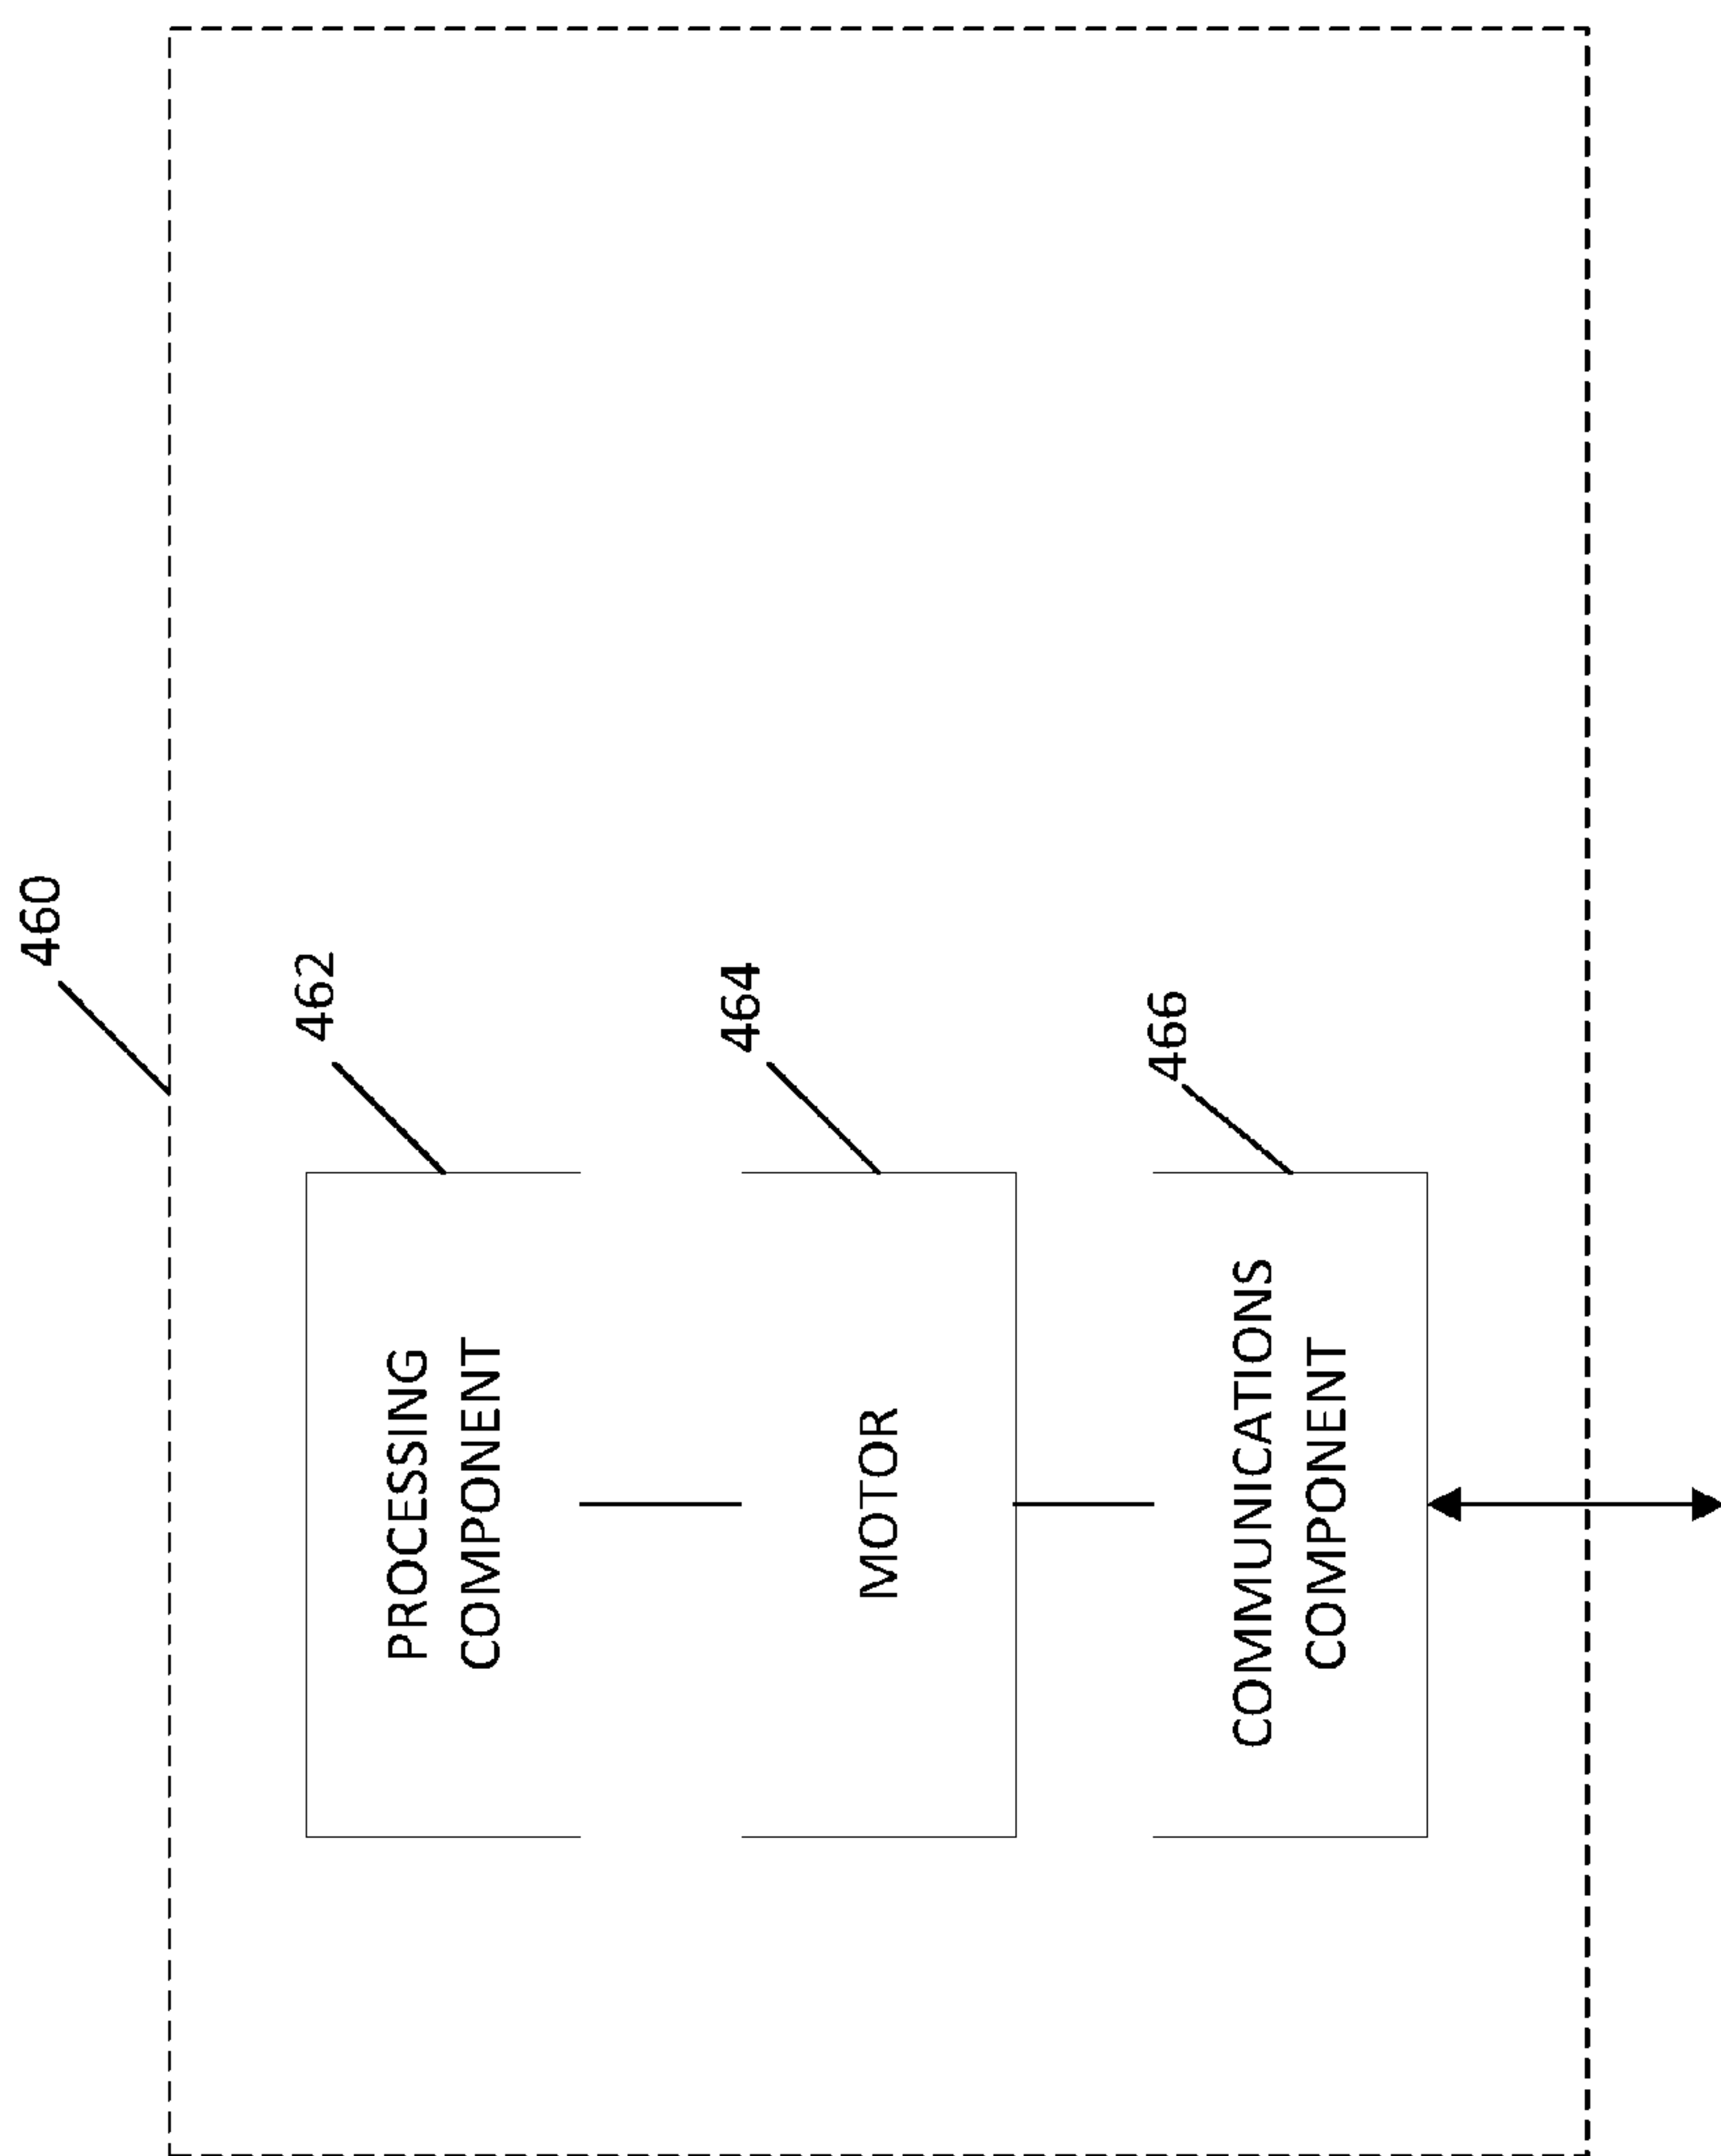 460
462
PROCESSING
COMPONENT
464
MOTOR
466
COMMUNICATIONS
COMPONENT